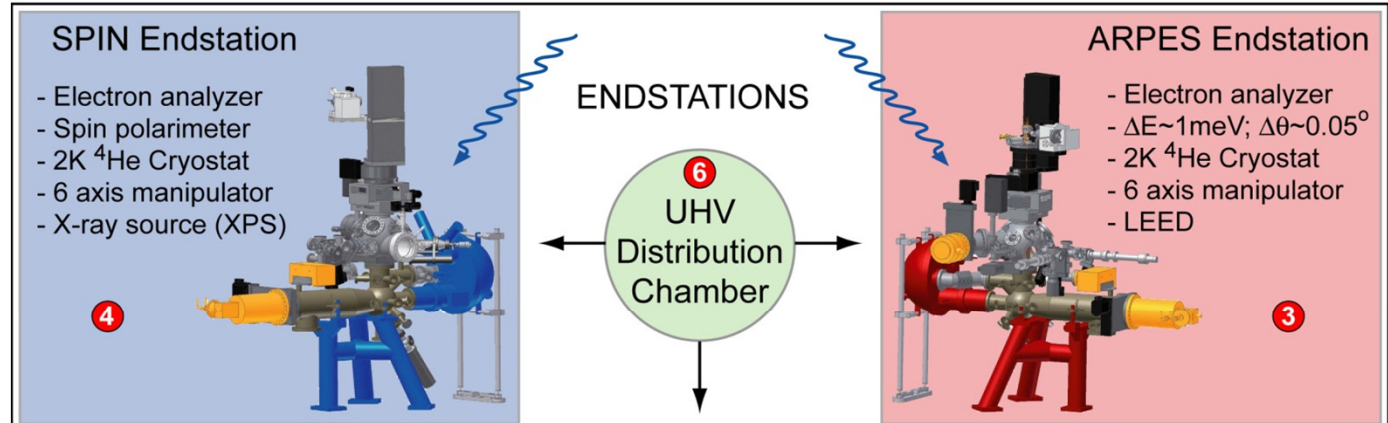 SPIN Endstation
- Electron analyzer
- Spin polarimeter
- 2K ⁴He Cryostat
- 6 axis manipulator
- X-ray source (XPS)
4
ENDSTATIONS
6
UHV
Distribution
Chamber
ARPES Endstation
- Electron analyzer
- ΔE~1meV; Δθ~0.05°
- 2K ⁴He Cryostat
- 6 axis manipulator
- LEED
3